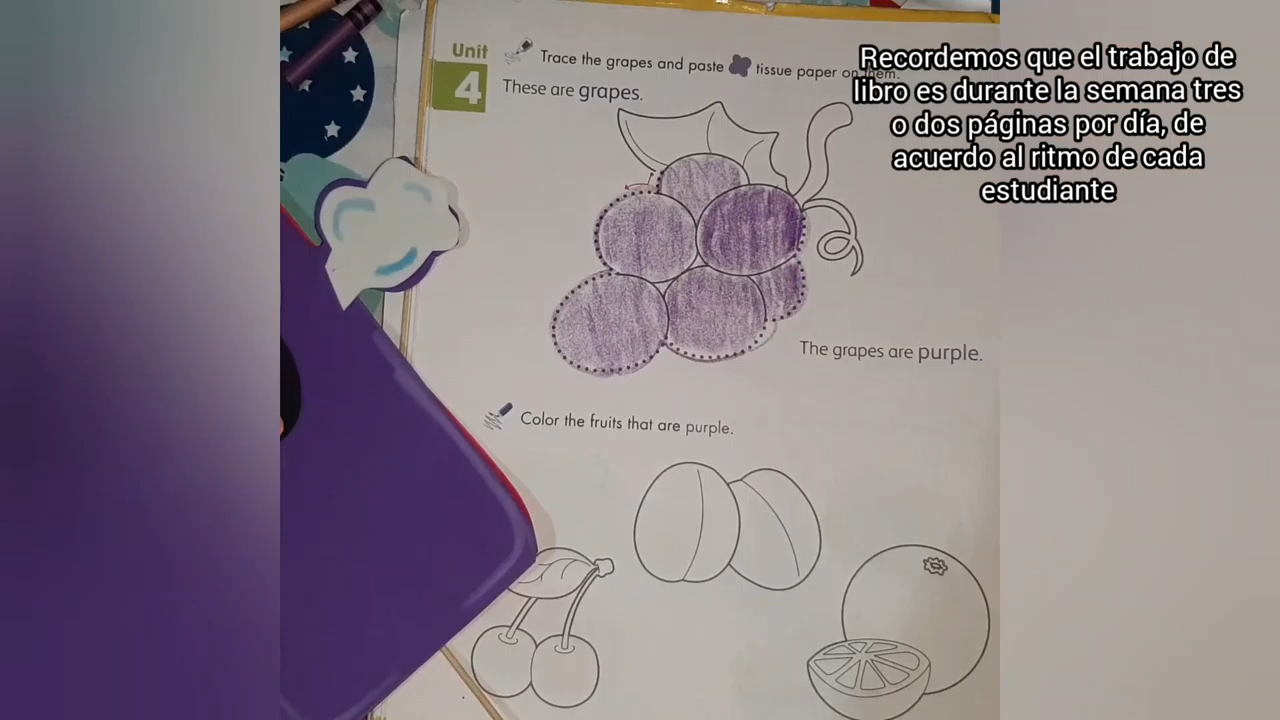 Unit
4
Trace the grapes and paste tissue paper on them.
These are grapes.
Recordemos que el trabajo de
libro es durante la semana tres
o dos páginas por día, de
acuerdo al ritmo de cada
estudiante
The grapes are purple.
Color the fruits that are purple.